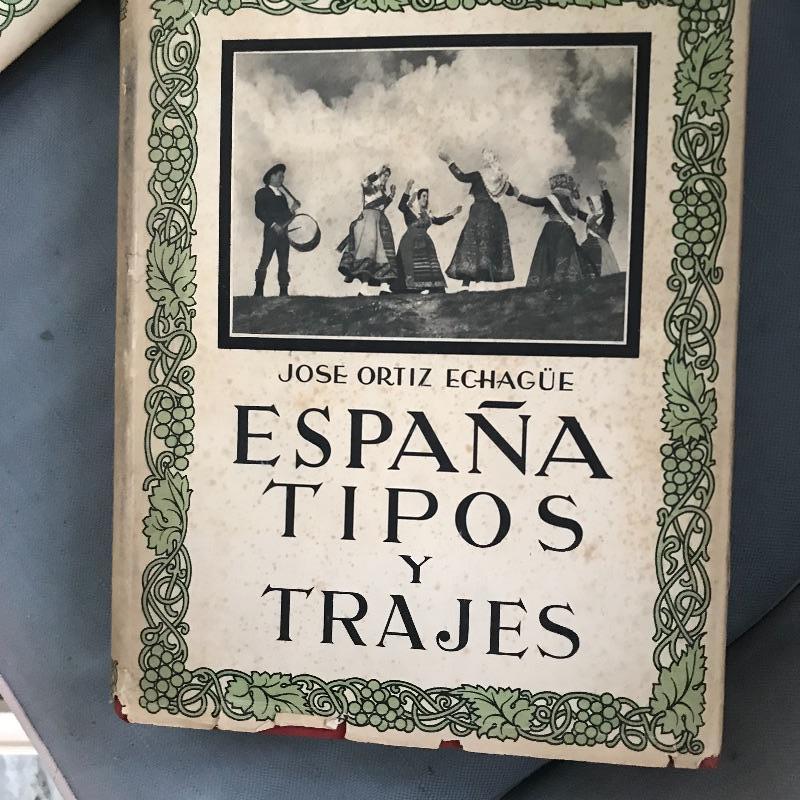 JOSE ORTIZ ECHAGÜE
ESPAÑA
TIPOS
Y
TRAJES